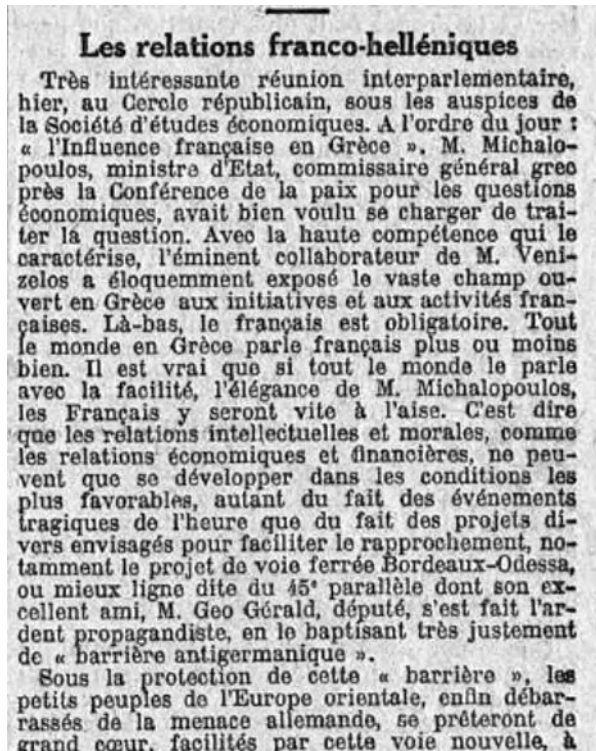 Les relations franco-helléniques
Très intéressante réunion interparlementaire,
hier, au Cercle républicain, sous les auspices de
la Société d'études économiques. A l'ordre du jour :
« l'Influence française en Grèce ». M. Michalo-
poulos, ministre d'Etat, commissaire général grec
près la Conférence de la paix pour les questions
économiques, avait bien voulu se charger de trai-
ter la question. Avec la haute compétence qui le
caractérise, l'éminent collaborateur de M. Veni-
zelos a éloquemment exposé le vaste champ ou-
vert en Grèce aux initiatives et aux activités fran-
çaises. Là-bas, le français est obligatoire. Tout
le monde en Grèce parle français plus ou moins
bien. Il est vrai que si tout le monde le parle
avec la facilité, l'élégance de M. Michalopoulos,
les Français y seront vite à l'aise. C'est dire
que les relations intellectuelles et morales, comme
les relations économiques et financières, ne peu-
vent que se développer dans les conditions les
plus favorables, autant du fait des événements
tragiques de l'heure que du fait des projets di-
vers envisagés pour faciliter le rapprochement, no-
tamment le projet de voie ferrée Bordeaux-Odessa,
ou mieux ligne dite du 45e parallèle dont son ex-
cellent ami, M. Geo Gérald, député, s'est fait l'ar-
dent propagandiste, en le baptisant très justement
de « barrière antigermanique ».
Sous la protection de cette « barrière », les
petits peuples de l'Europe orientale, enfin débar-
rassés de la menace allemande, se prêteront de
grand cœur, facilités par cette voie nouvelle, à